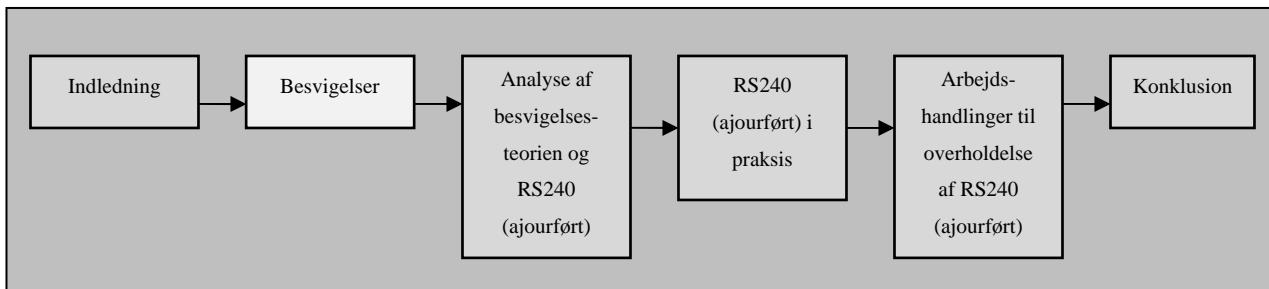 Indledning
Besvigelser
Analyse af
besvigelses-
teorien og
RS240
(ajourført)
RS240
(ajourført) i
praksis
Arbejds-
handlinger til
overholdelse
af RS240
(ajourført)
Konklusion